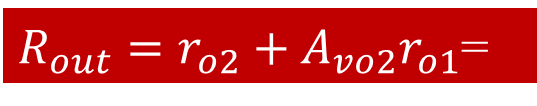 R_out = r_o2 + A_vo2 r_o1=